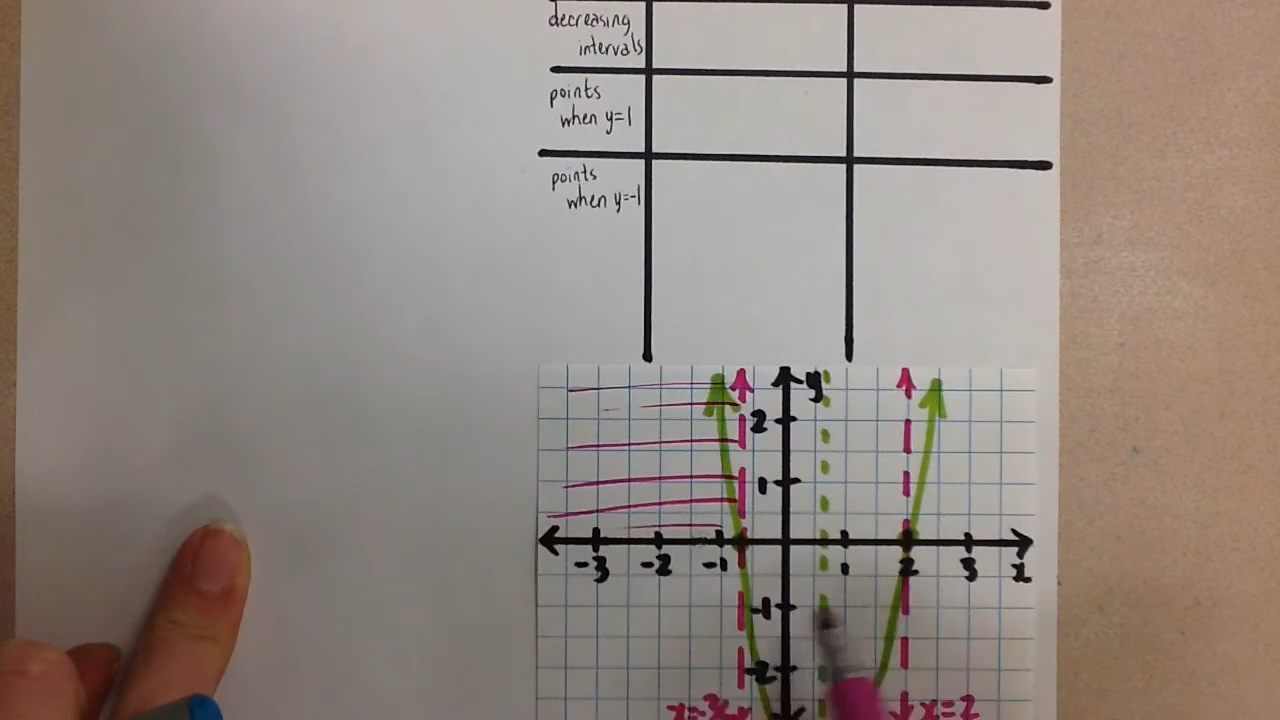 decreasing
intervals
points
when y=1
points
when y=-1
y
2
1
-3 -2 -1 1 2 3 x
-1
-2
x=2